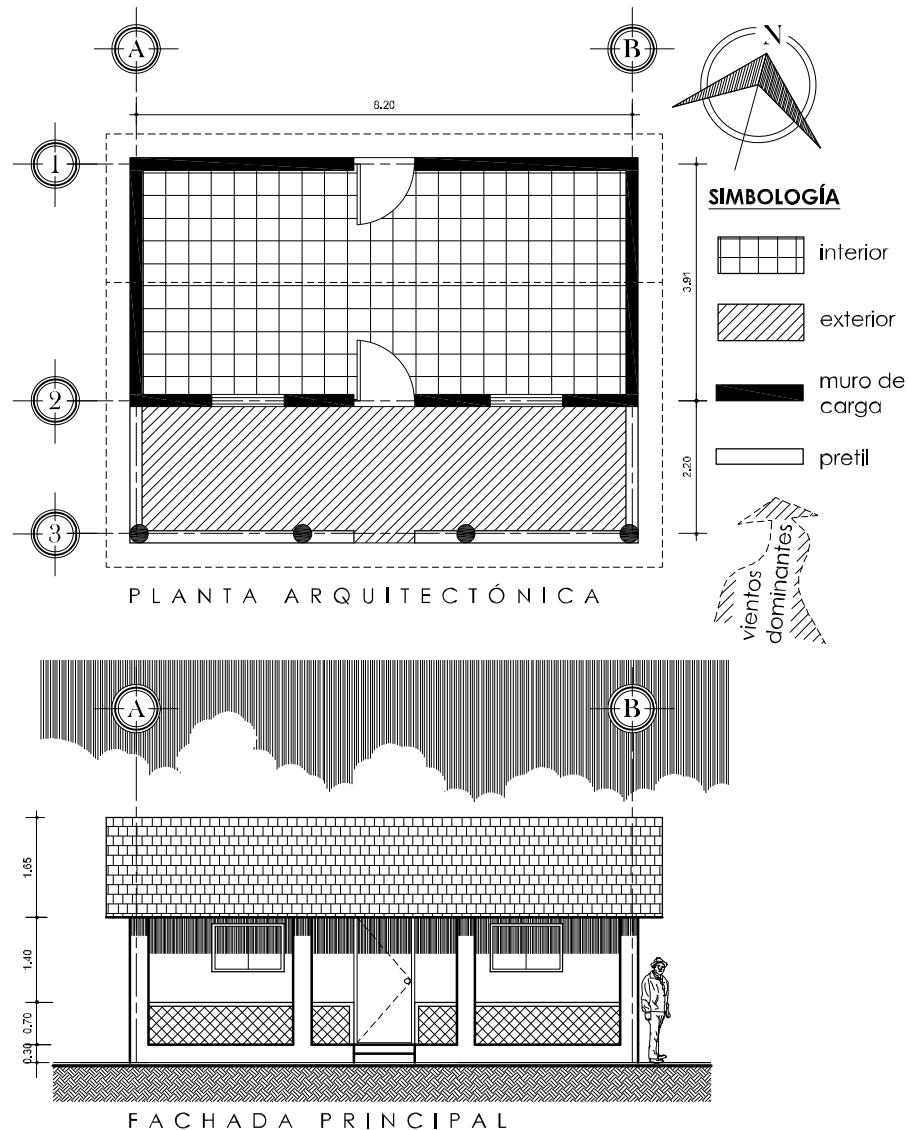 A
B
N
8.20
1
SIMBOLOGÍA
interior
3.91
exterior
muro de
carga
2
pretil
2.20
3
vientos
dominantes
PLANTA ARQUITECTÓNICA
A
B
1.65
1.40
0.70
0.30
FACHADA PRINCIPAL